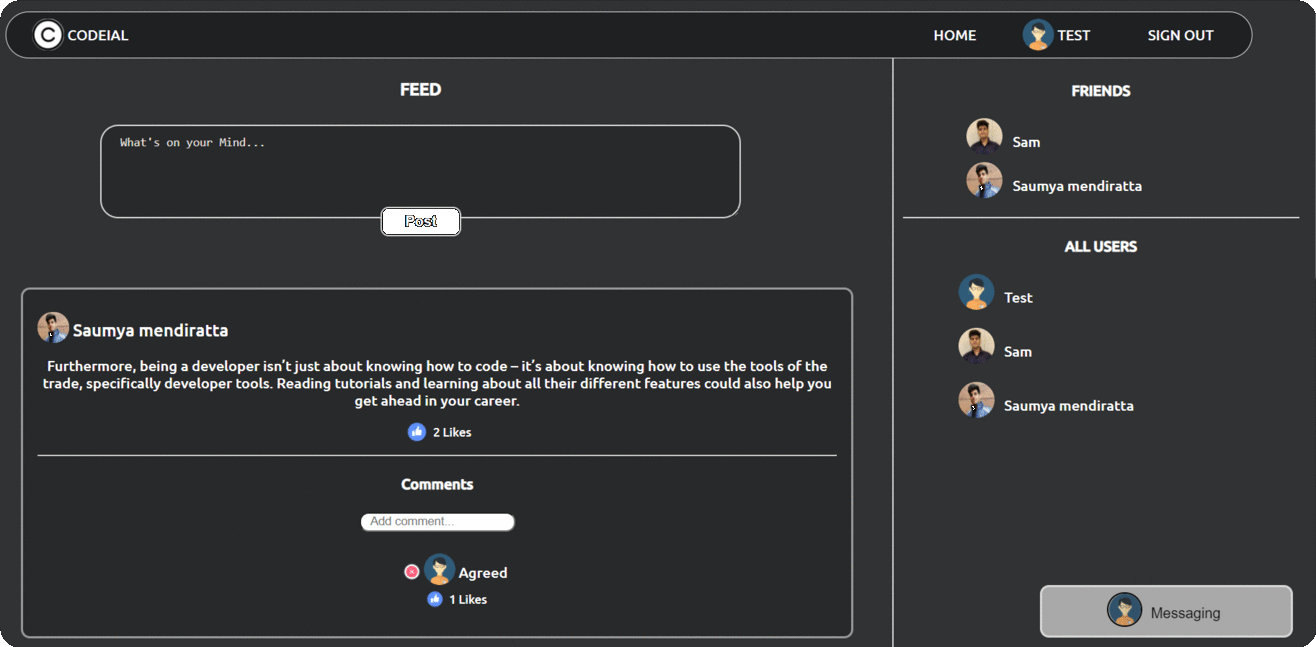 C CODEIAL
HOME
TEST
SIGN OUT
FEED
What's on your Mind...
Post
Saumya mendiratta
Furthermore, being a developer isn't just about knowing how to code – it's about knowing how to use the tools of the
trade, specifically developer tools. Reading tutorials and learning about all their different features could also help you
get ahead in your career.
2 Likes
Comments
Add comment...
Agreed
1 Likes
FRIENDS
Sam
Saumya mendiratta
ALL USERS
Test
Sam
Saumya mendiratta
Messaging